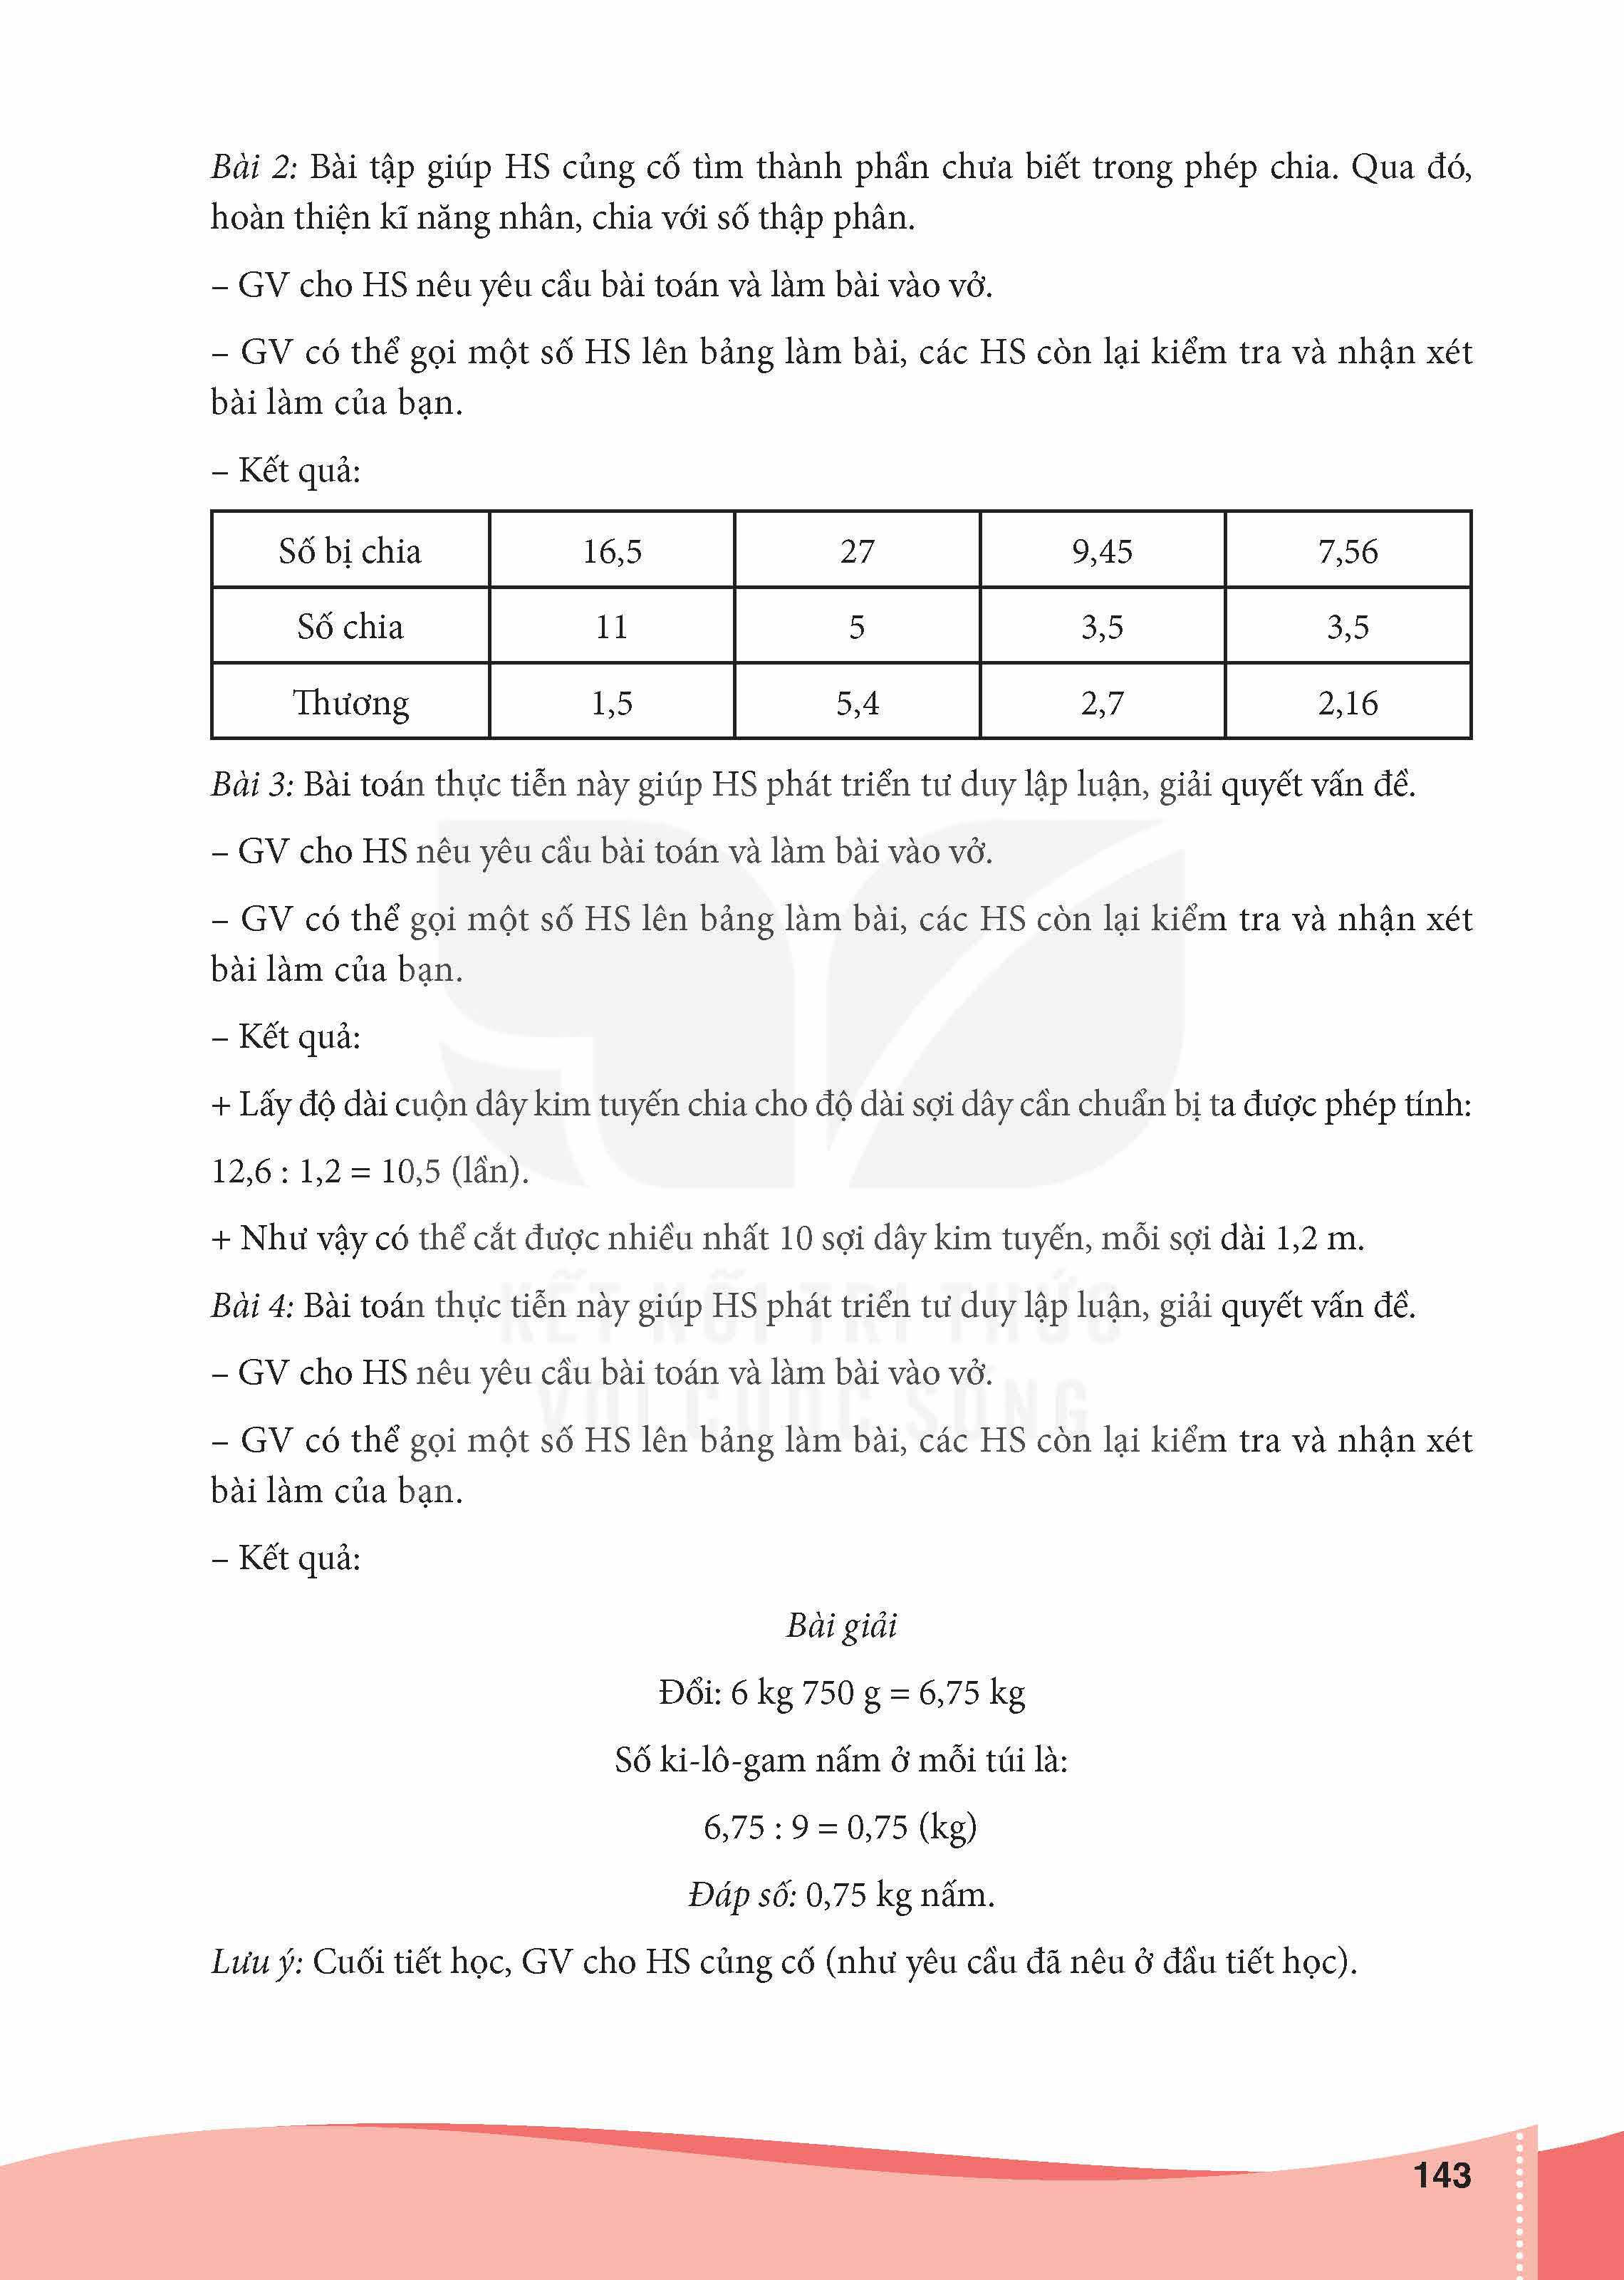 Bài 2: Bài tập giúp HS củng cố tìm thành phần chưa biết trong phép chia. Qua đó,
hoàn thiện kĩ năng nhân, chia với số thập phân.
– GV cho HS nêu yêu cầu bài toán và làm bài vào vở.
– GV có thể gọi một số HS lên bảng làm bài, các HS còn lại kiểm tra và nhận xét
bài làm của bạn.
– Kết quả:
Số bị chia 16,5 27 9,45 7,56
Số chia 11 5 3,5 3,5
Thương 1,5 5,4 2,7 2,16
Bài 3: Bài toán thực tiễn này giúp HS phát triển tư duy lập luận, giải quyết vấn đề.
– GV cho HS nêu yêu cầu bài toán và làm bài vào vở.
– GV có thể gọi một số HS lên bảng làm bài, các HS còn lại kiểm tra và nhận xét
bài làm của bạn.
– Kết quả:
+ Lấy độ dài cuộn dây kim tuyến chia cho độ dài sợi dây cần chuẩn bị ta được phép tính:
12,6 : 1,2 = 10,5 (lần).
+ Như vậy có thể cắt được nhiều nhất 10 sợi dây kim tuyến, mỗi sợi dài 1,2 m.
KẾT NỐI TRI THỨC
Bài 4: Bài toán thực tiễn này giúp HS phát triển tư duy lập luận, giải quyết vấn đề.
– GV cho HS nêu yêu cầu bài toán và làm bài vào vở.
VỚI CUỘC SỐNG
– GV có thể gọi một số HS lên bảng làm bài, các HS còn lại kiểm tra và nhận xét
bài làm của bạn.
– Kết quả:
Bài giải
Đổi: 6 kg 750 g = 6,75 kg
Số ki-lô-gam nấm ở mỗi túi là:
6,75 : 9 = 0,75 (kg)
Đáp số: 0,75 kg nấm.
Lưu ý: Cuối tiết học, GV cho HS củng cố (như yêu cầu đã nêu ở đầu tiết học).
143